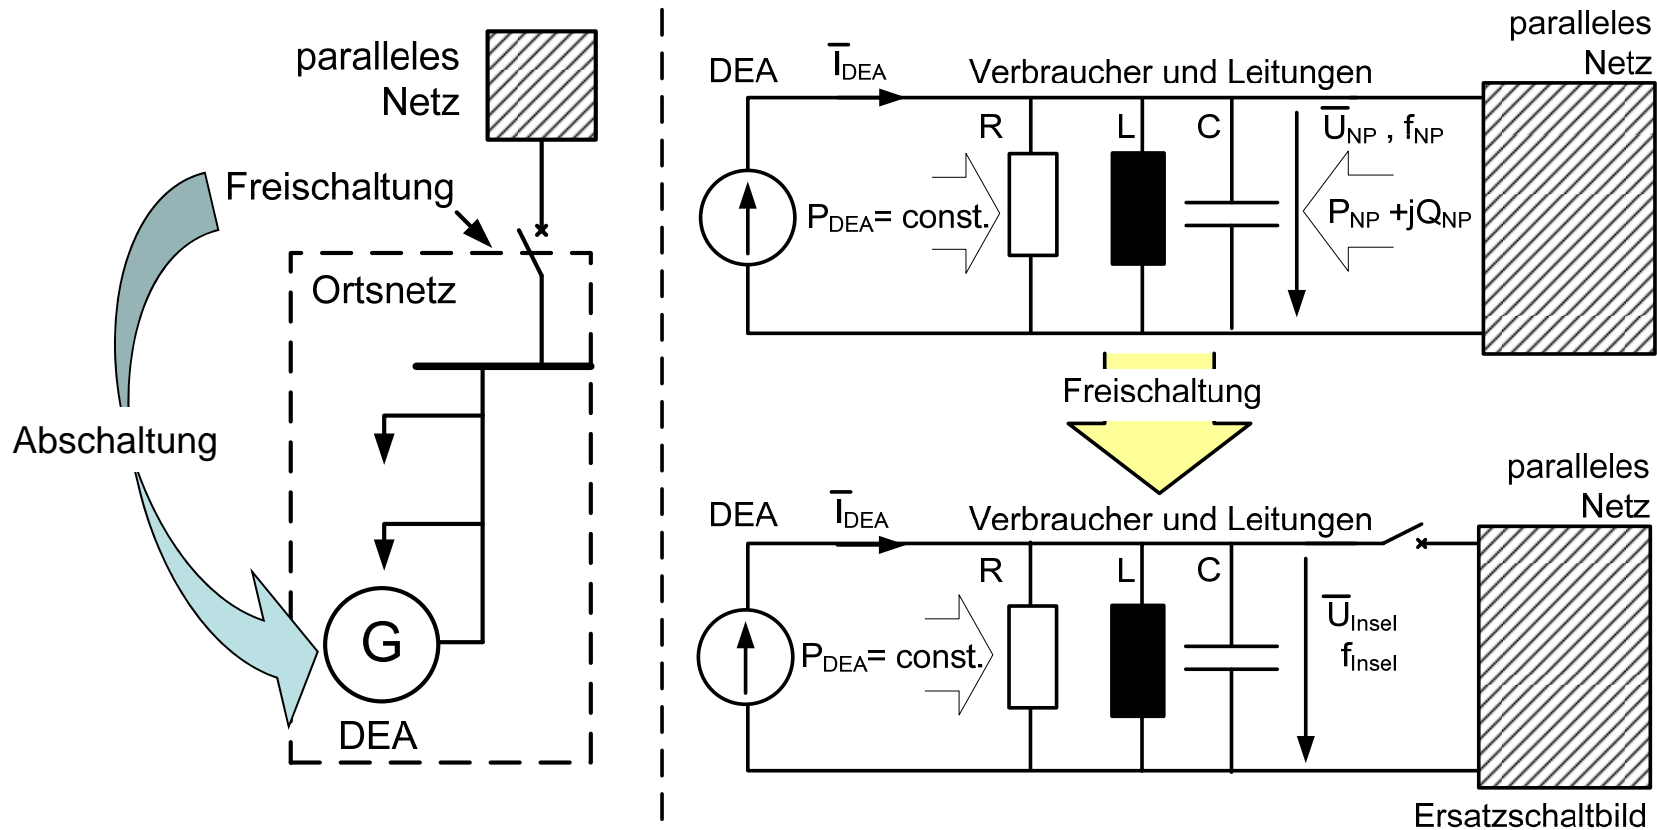 paralleles
Netz
Freischaltung
Ortsnetz
Abschaltung
G
DEA
paralleles
Netz
DEA
I̅DEA
Verbraucher und Leitungen
R
L
C
U̅NP , fNP
PDEA= const.
PNP +jQNP
Freischaltung
paralleles
Netz
DEA
I̅DEA
Verbraucher und Leitungen
R
L
C
U̅Insel
fInsel
PDEA= const.
Ersatzschaltbild